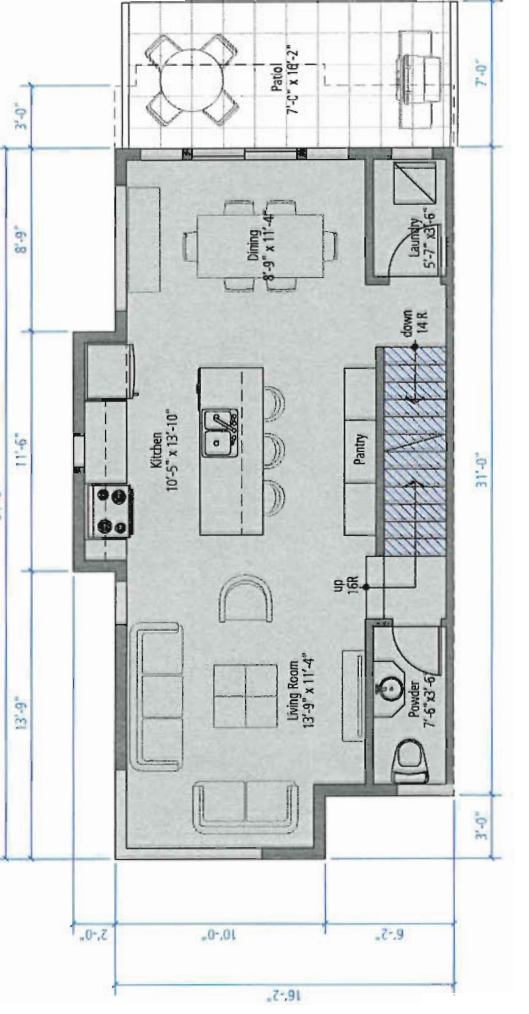 Patio
7'-0" x 16'-2"
3'-0"
7'-0"
8'-9"
Dining
8'-9" x 11'-4"
Laundry
5'-7" x3'-6"
down
14 R
11'-6"
Kitchen
10'-5" x 13'-10"
Pantry
31'-0"
up
16R
13'-9"
Living Room
13'-9" x 11'-4"
Powder
7'-6"x3'-6"
3'-0"
2'-0"
10'-0"
6'-2"
16'-2"